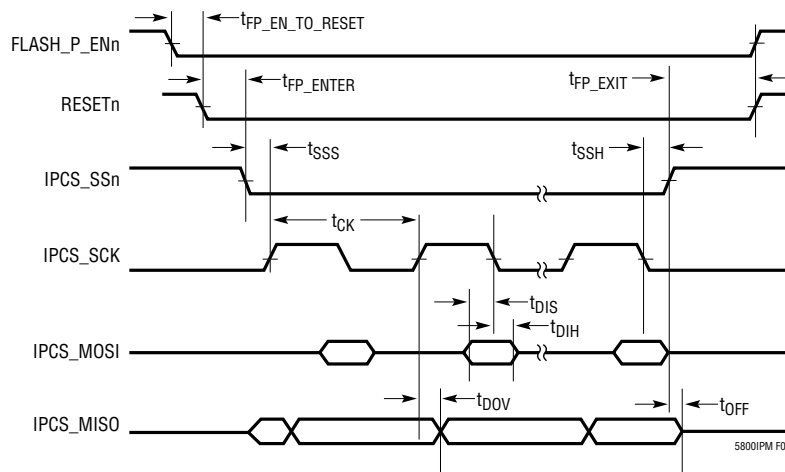 FLASH_P_ENn
tFP_EN_TO_RESET
RESETn
tFP_ENTER
tFP_EXIT
IPCS_SSn
tSSS
tSSH
IPCS_SCK
tCK
IPCS_MOSI
tDIS
tDIH
IPCS_MISO
tDOV
tOFF
5800IPM F0